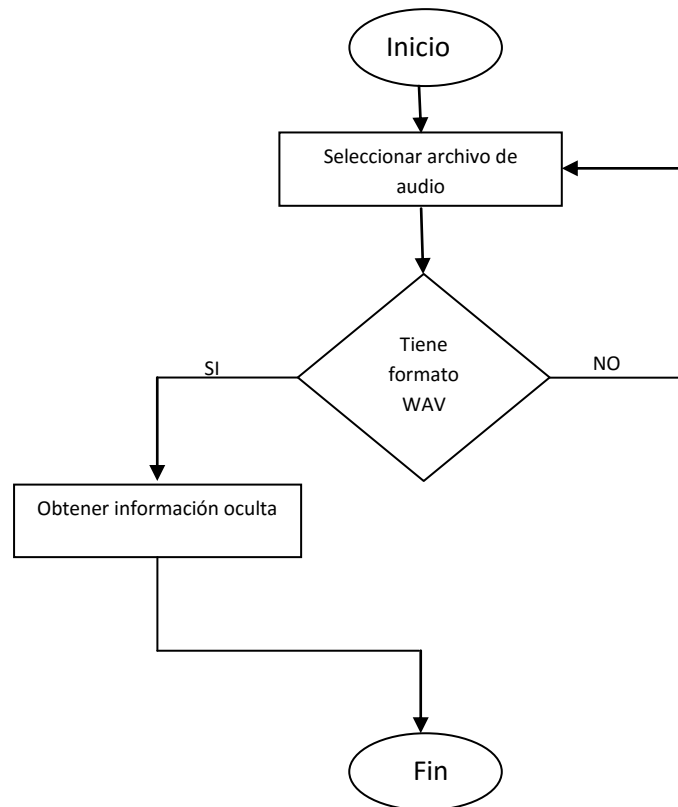 Inicio
Seleccionar archivo de
audio
Tiene
formato
WAV
SI
NO
Obtener información oculta
Fin